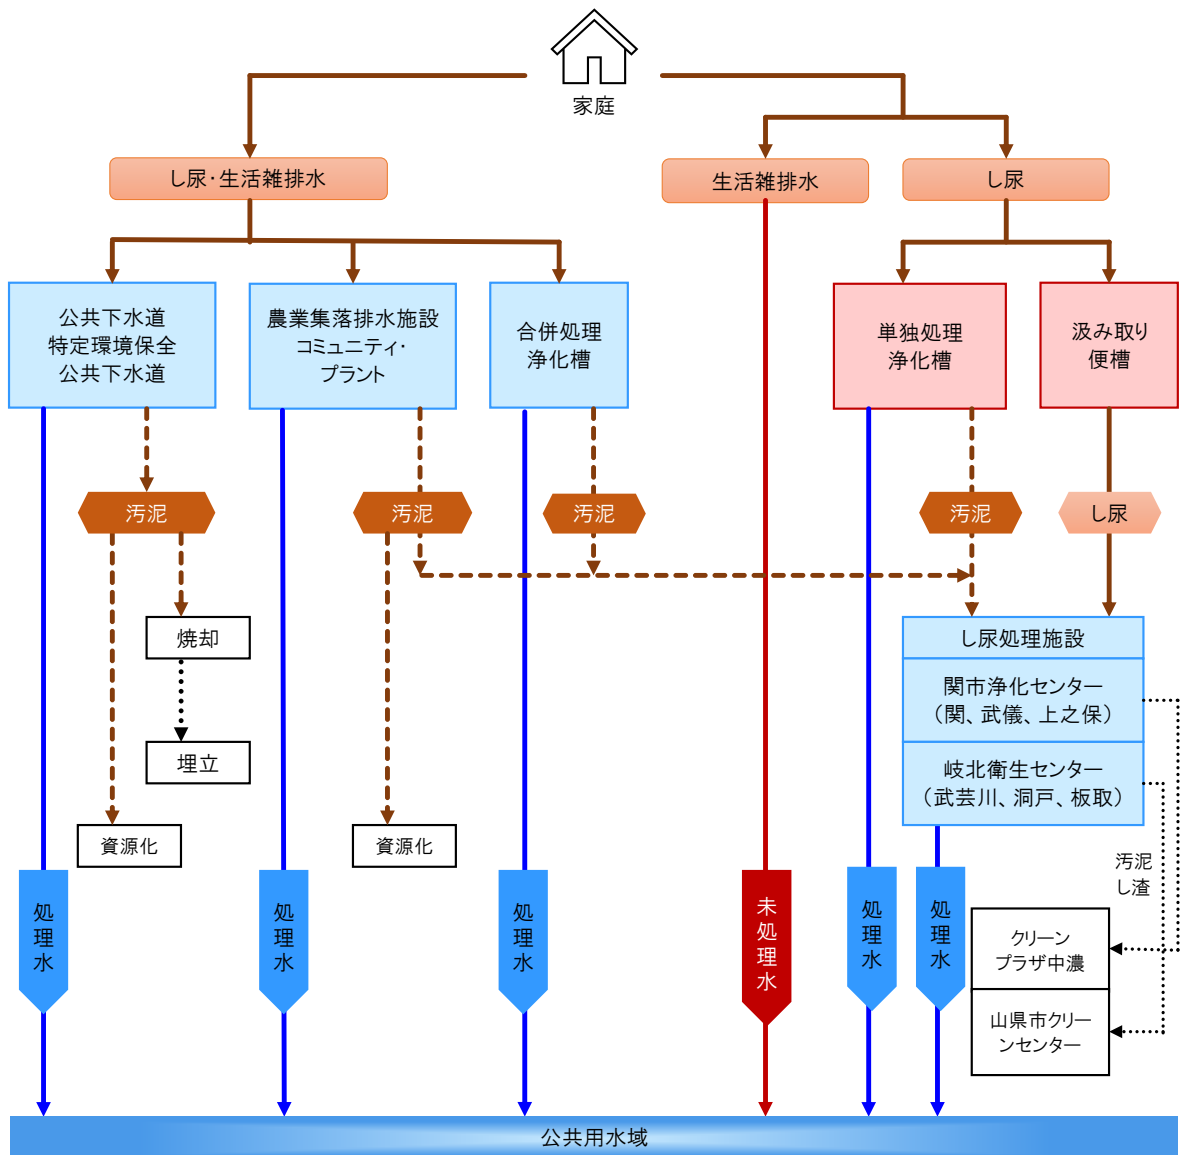 家庭
し尿・生活雑排水
生活雑排水
し尿
公共下水道
特定環境保全
公共下水道
農業集落排水施設
コミュニティ・
プラント
合併処理
浄化槽
単独処理
浄化槽
汲み取り
便槽
汚泥
汚泥
汚泥
汚泥
し尿
焼却
埋立
資源化
資源化
し尿処理施設
関市浄化センター
（関、武儀、上之保）
岐北衛生センター
（武芸川、洞戸、板取）
汚泥
し渣
処理水
処理水
処理水
未処理水
処理水
処理水
クリーン
プラザ中濃
山県市クリー
ンセンター
公共用水域